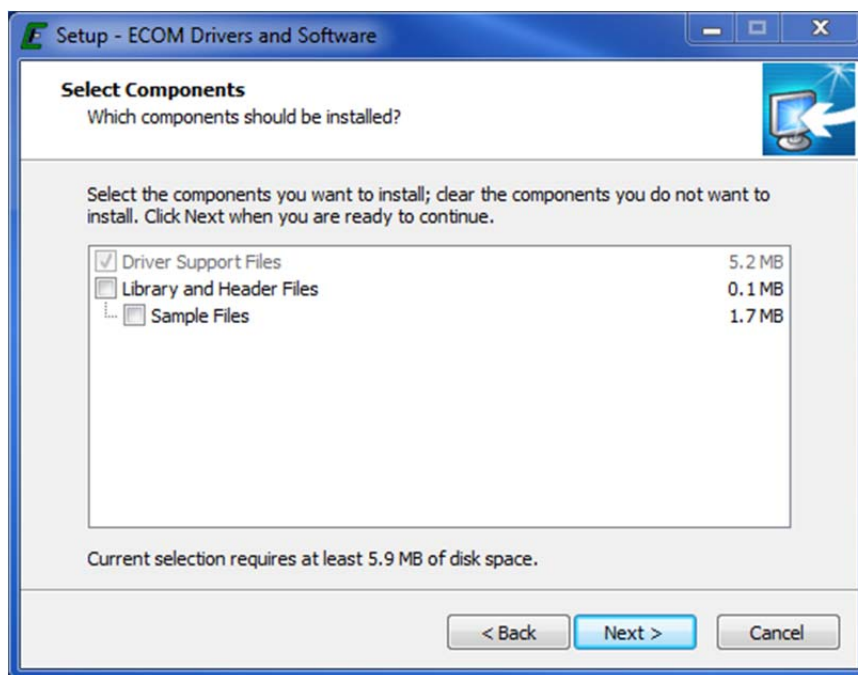 Setup - ECOM Drivers and Software
Select Components
Which components should be installed?
Select the components you want to install; clear the components you do not want to
install. Click Next when you are ready to continue.
Driver Support Files 5.2 MB
Library and Header Files 0.1 MB
Sample Files 1.7 MB
Current selection requires at least 5.9 MB of disk space.
< Back Next > Cancel